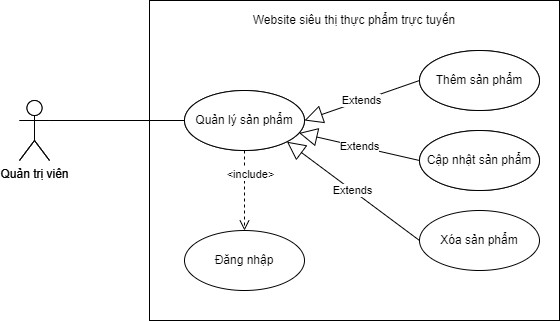 Website siêu thị thực phẩm trực tuyến
Thêm sản phẩm
Extends
Quản lý sản phẩm
Extends
Cập nhật sản phẩm
Quản trị viên
<include>
Extends
Xóa sản phẩm
Đăng nhập